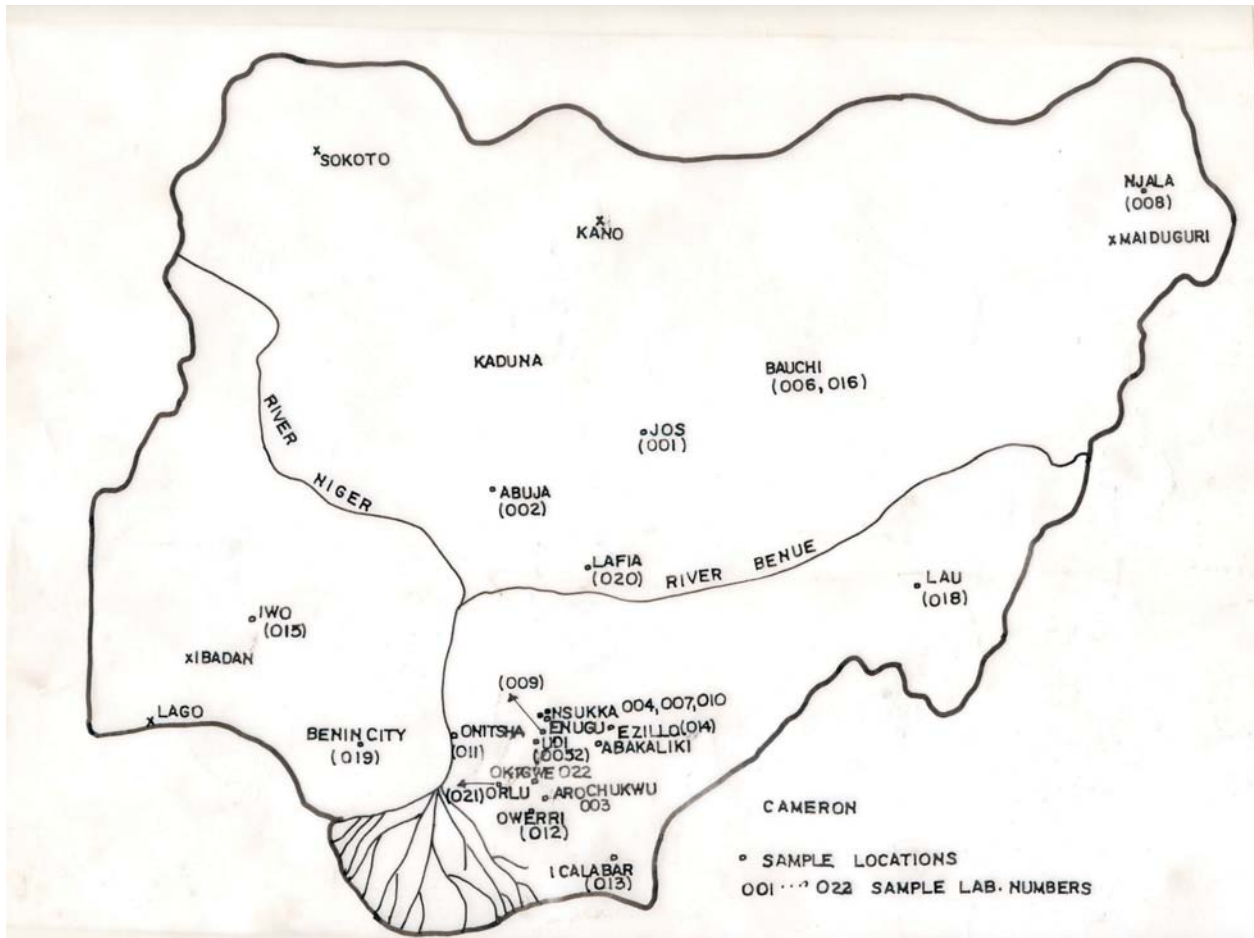 SOKOTO
NJALA
(008)
KANO
MAIDUGURI
KADUNA
BAUCHI
(006, 016)
RIVER
NIGER
JOS
(001)
ABUJA
(002)
LAFIA
(020)
RIVER BENUE
LAU
(018)
IWO
(015)
IBADAN
(009)
LAGO
NSUKKA 004, 007, 010
ENUGU
EZILLO (014)
BENIN CITY
(019)
ONITSHA
(011)
UDI
(0052)
ABAKALIKI
OKIGWE 022
(021) ORLU
AROCHUKWU
003
OWERRI
(012)
CALABAR
(013)
CAMERON
SAMPLE LOCATIONS
001 ... 022 SAMPLE LAB. NUMBERS